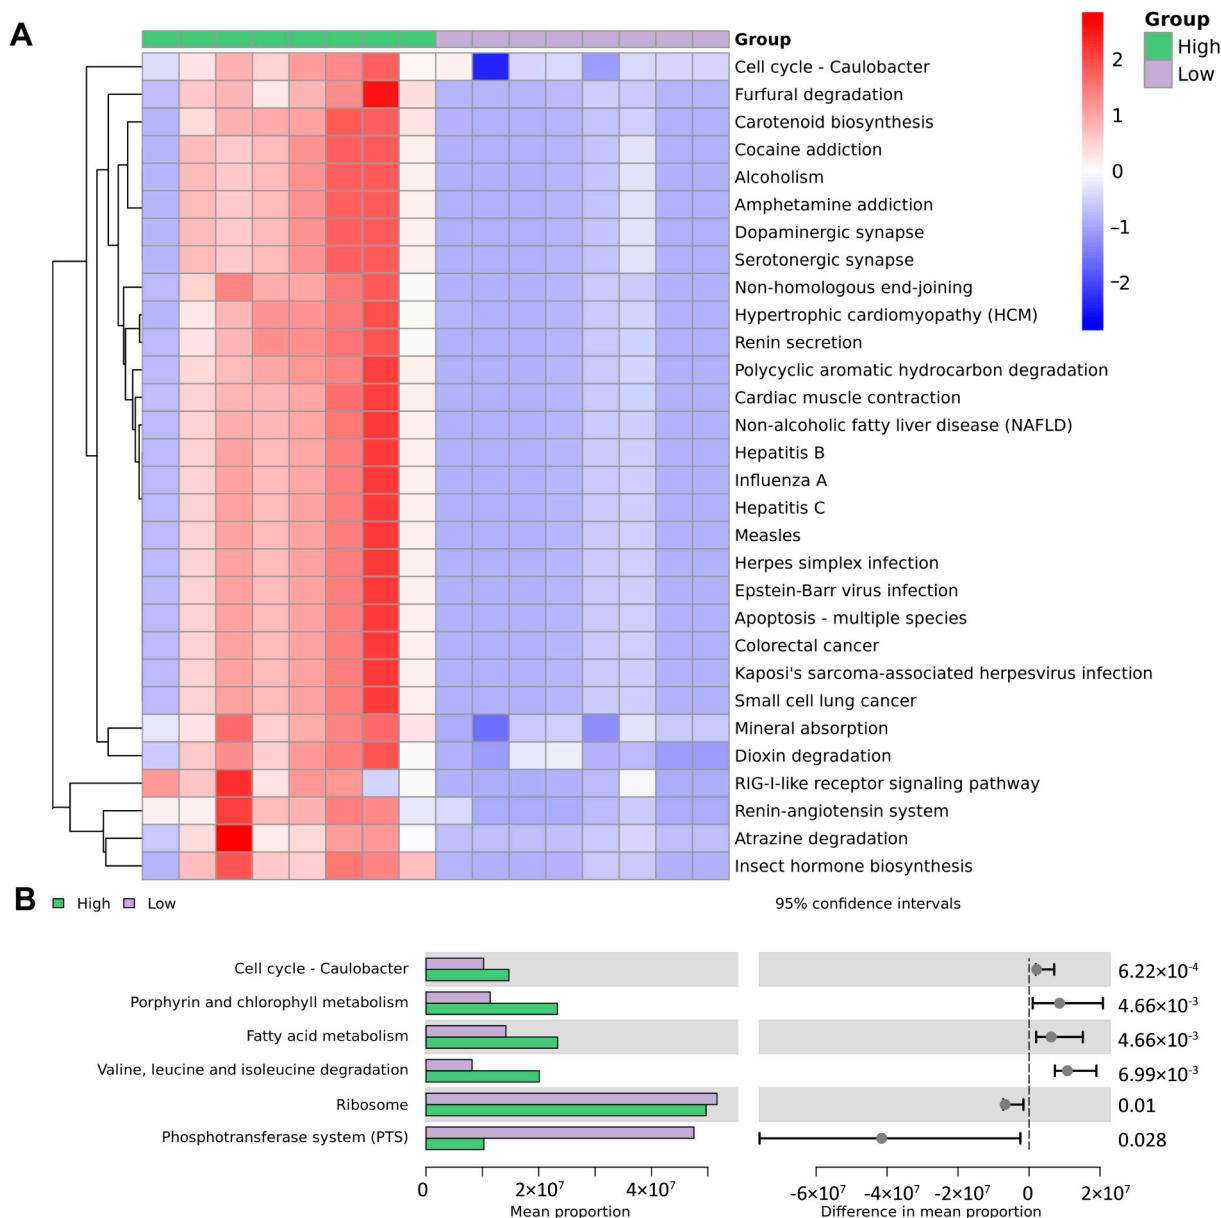 A
Group
Group
High
Low
2
1
0
−1
−2
Cell cycle - Caulobacter
Furfural degradation
Carotenoid biosynthesis
Cocaine addiction
Alcoholism
Amphetamine addiction
Dopaminergic synapse
Serotonergic synapse
Non-homologous end-joining
Hypertrophic cardiomyopathy (HCM)
Renin secretion
Polycyclic aromatic hydrocarbon degradation
Cardiac muscle contraction
Non-alcoholic fatty liver disease (NAFLD)
Hepatitis B
Influenza A
Hepatitis C
Measles
Herpes simplex infection
Epstein-Barr virus infection
Apoptosis - multiple species
Colorectal cancer
Kaposi's sarcoma-associated herpesvirus infection
Small cell lung cancer
Mineral absorption
Dioxin degradation
RIG-I-like receptor signaling pathway
Renin-angiotensin system
Atrazine degradation
Insect hormone biosynthesis
B
High Low
95% confidence intervals
Cell cycle - Caulobacter 6.22×10⁻⁴
Porphyrin and chlorophyll metabolism 4.66×10⁻³
Fatty acid metabolism 4.66×10⁻³
Valine, leucine and isoleucine degradation 6.99×10⁻³
Ribosome 0.01
Phosphotransferase system (PTS) 0.028
0 2×10⁷ 4×10⁷
Mean proportion
-6×10⁷ -4×10⁷ -2×10⁷ 0 2×10⁷
Difference in mean proportion